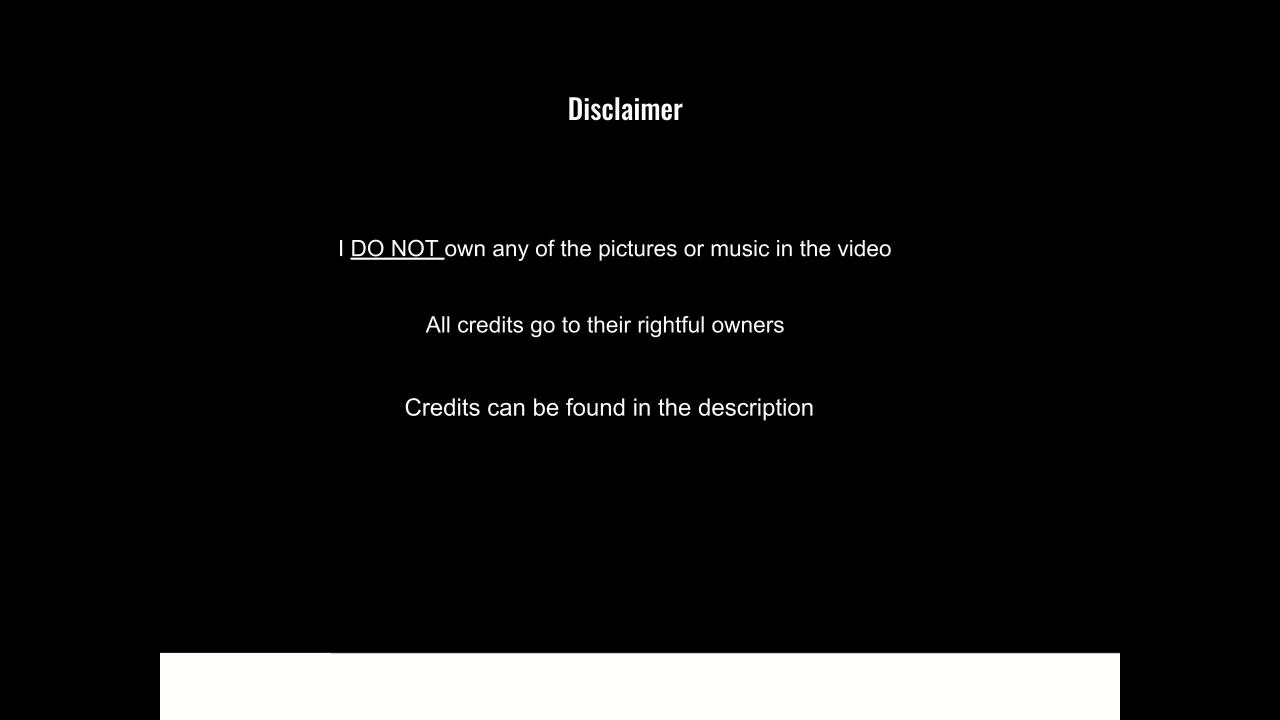 Disclaimer
I DO NOT own any of the pictures or music in the video
All credits go to their rightful owners
Credits can be found in the description